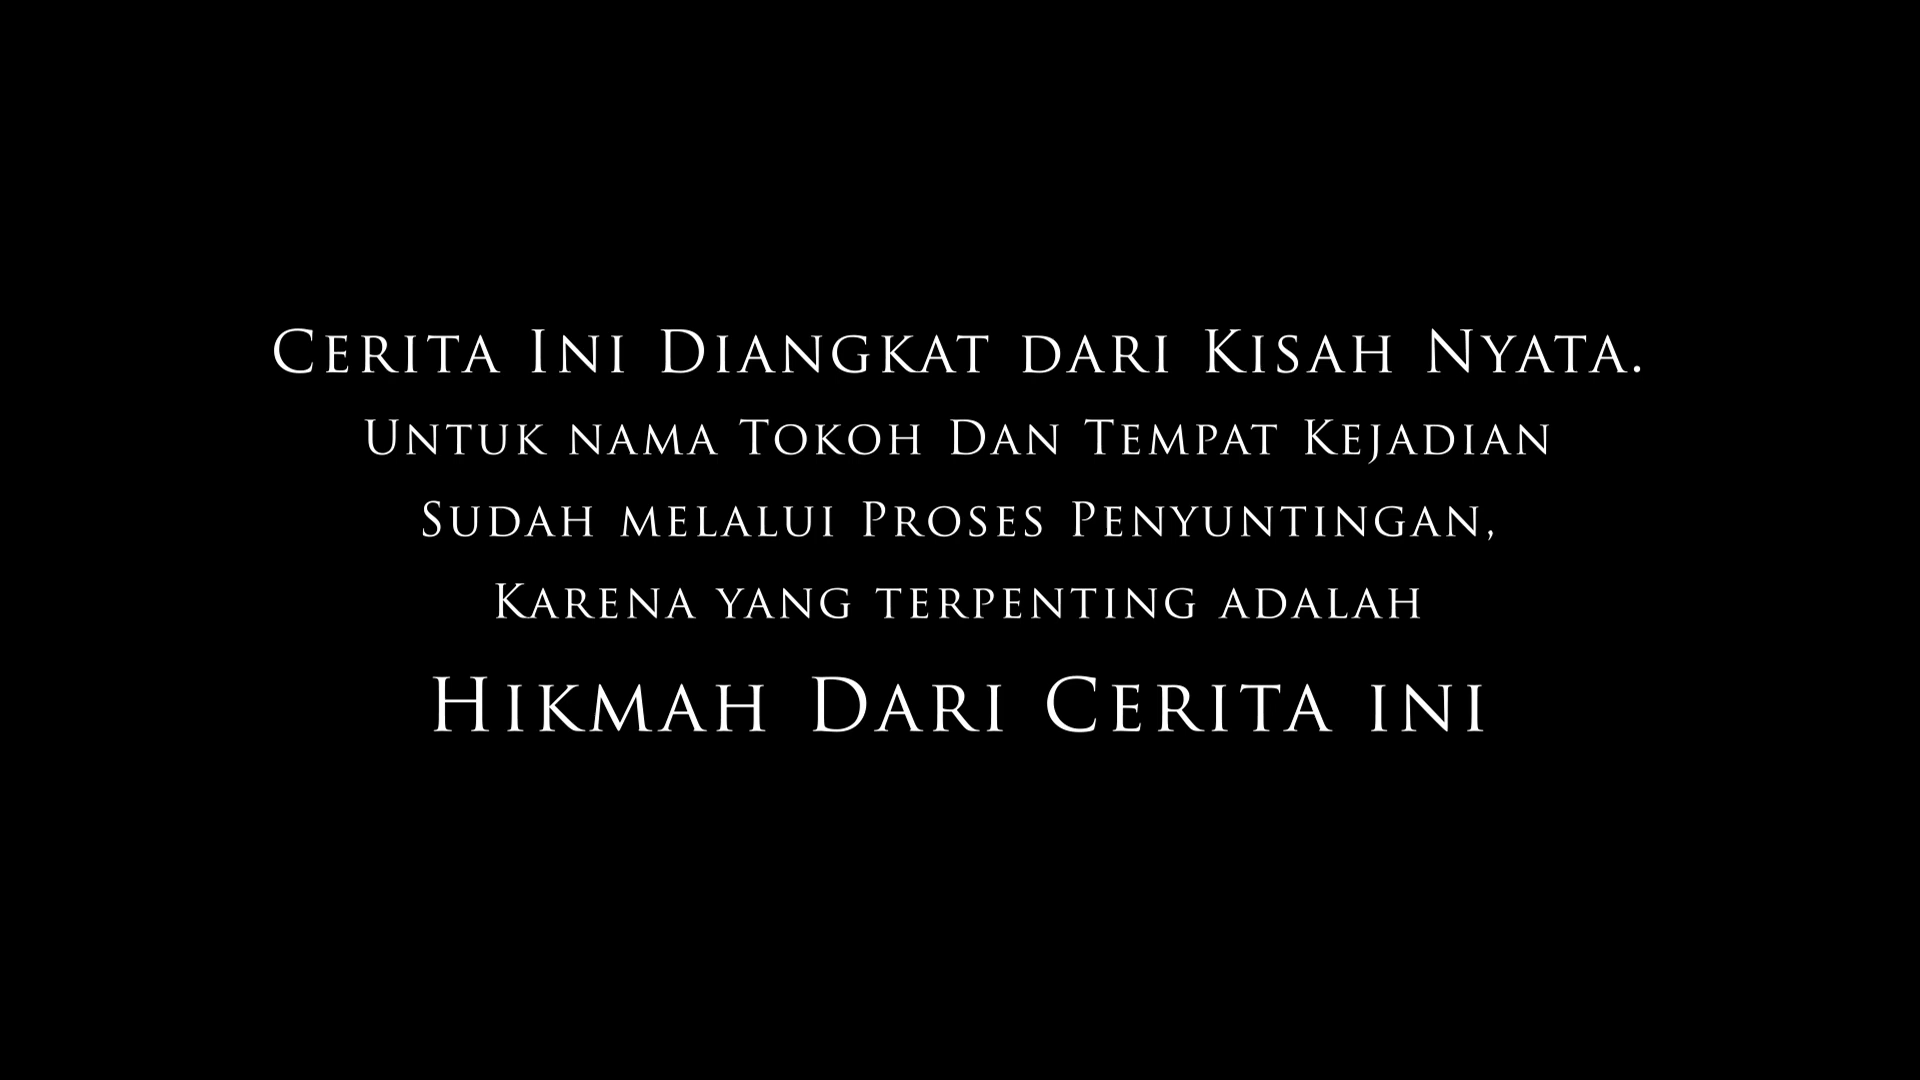 Cerita Ini Diangkat dari Kisah Nyata.
Untuk nama Tokoh Dan Tempat Kejadian
Sudah melalui Proses Penyuntingan,
Karena yang terpenting adalah
Hikmah Dari Cerita ini